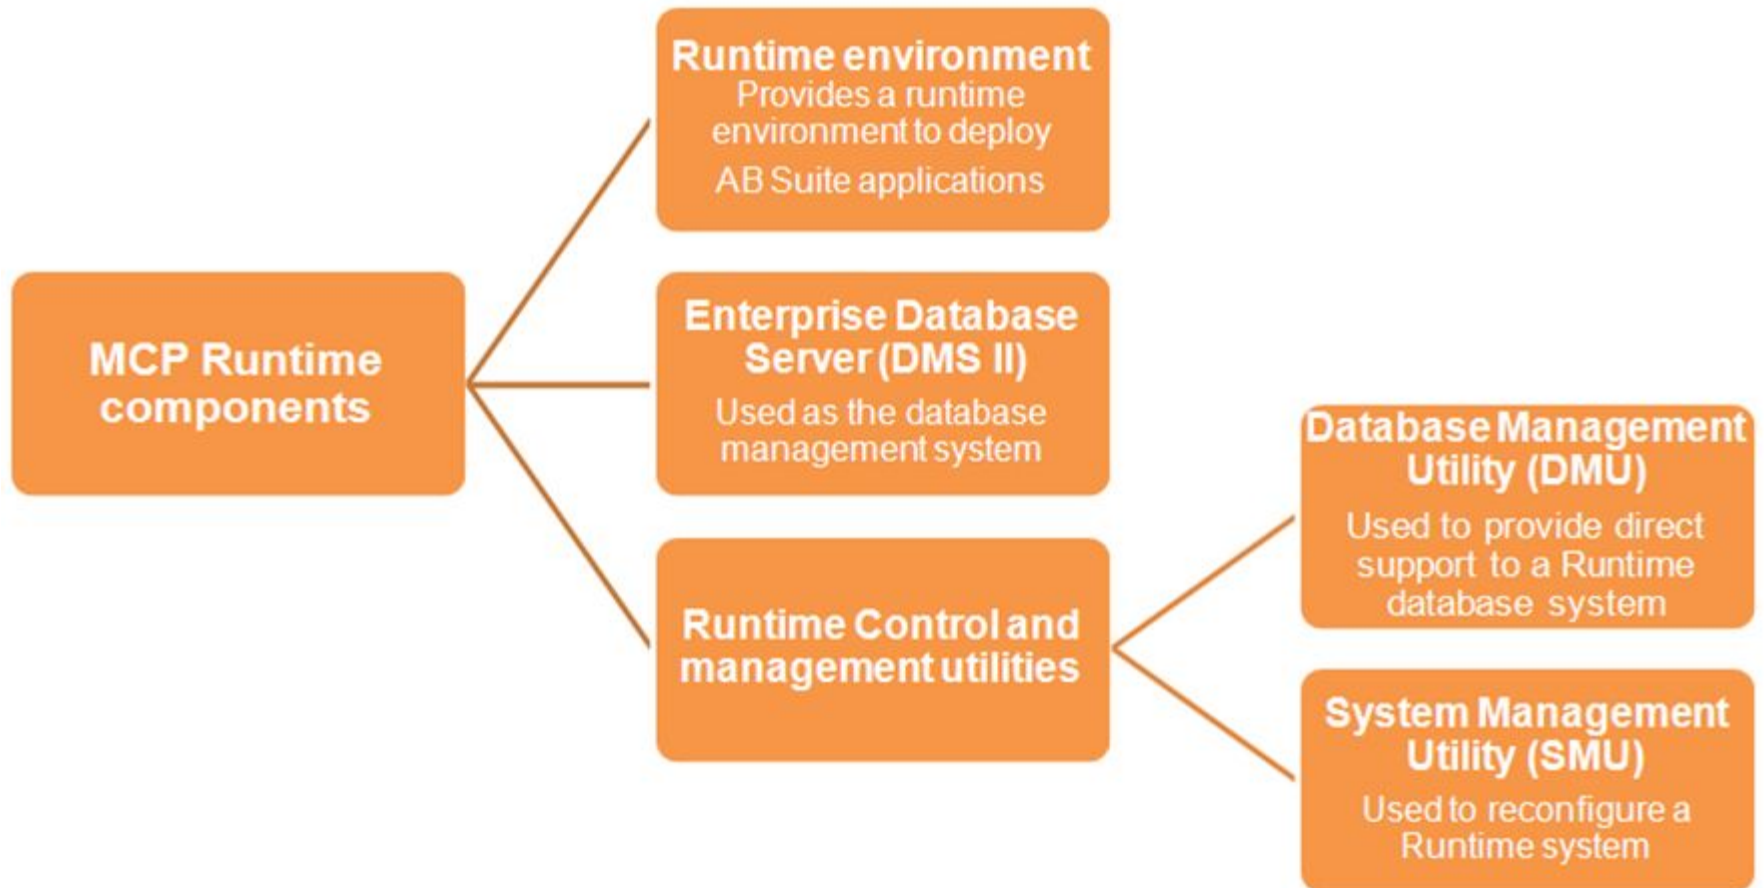 MCP Runtime
components
Runtime environment
Provides a runtime
environment to deploy
AB Suite applications
Enterprise Database
Server (DMS II)
Used as the database
management system
Runtime Control and
management utilities
Database Management
Utility (DMU)
Used to provide direct
support to a Runtime
database system
System Management
Utility (SMU)
Used to reconfigure a
Runtime system